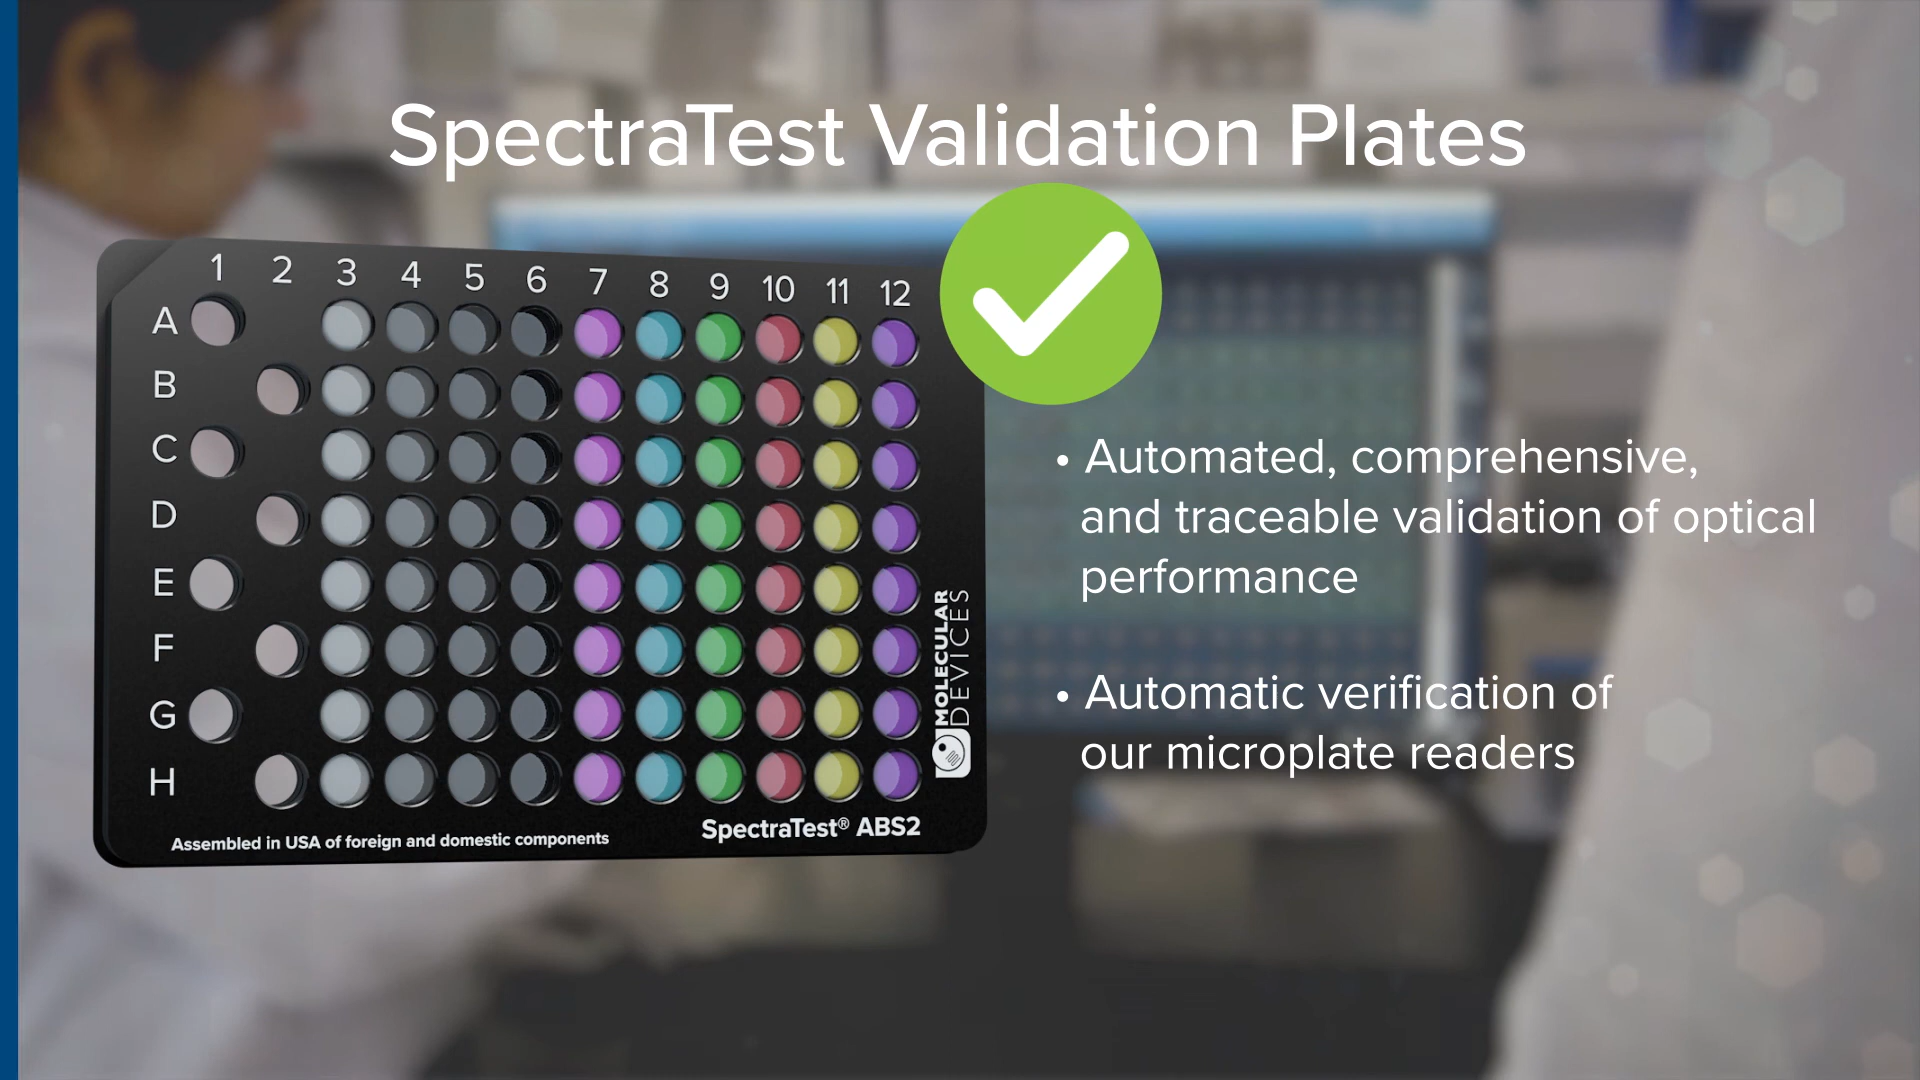 SpectraTest Validation Plates
1 2 3 4 5 6 7 8 9 10 11 12
A
B
C
D
E
F
G
H
MOLECULAR
DEVICES
Assembled in USA of foreign and domestic components
SpectraTest® ABS2
• Automated, comprehensive,
and traceable validation of optical
performance
• Automatic verification of
our microplate readers